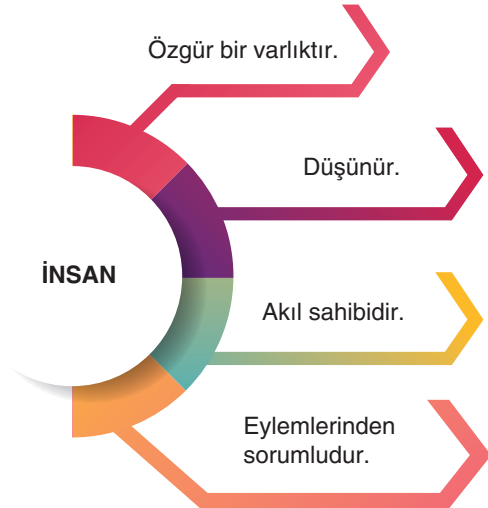 Özgür bir varlıktır.
Düşünür.
İNSAN
Akıl sahibidir.
Eylemlerinden
sorumludur.